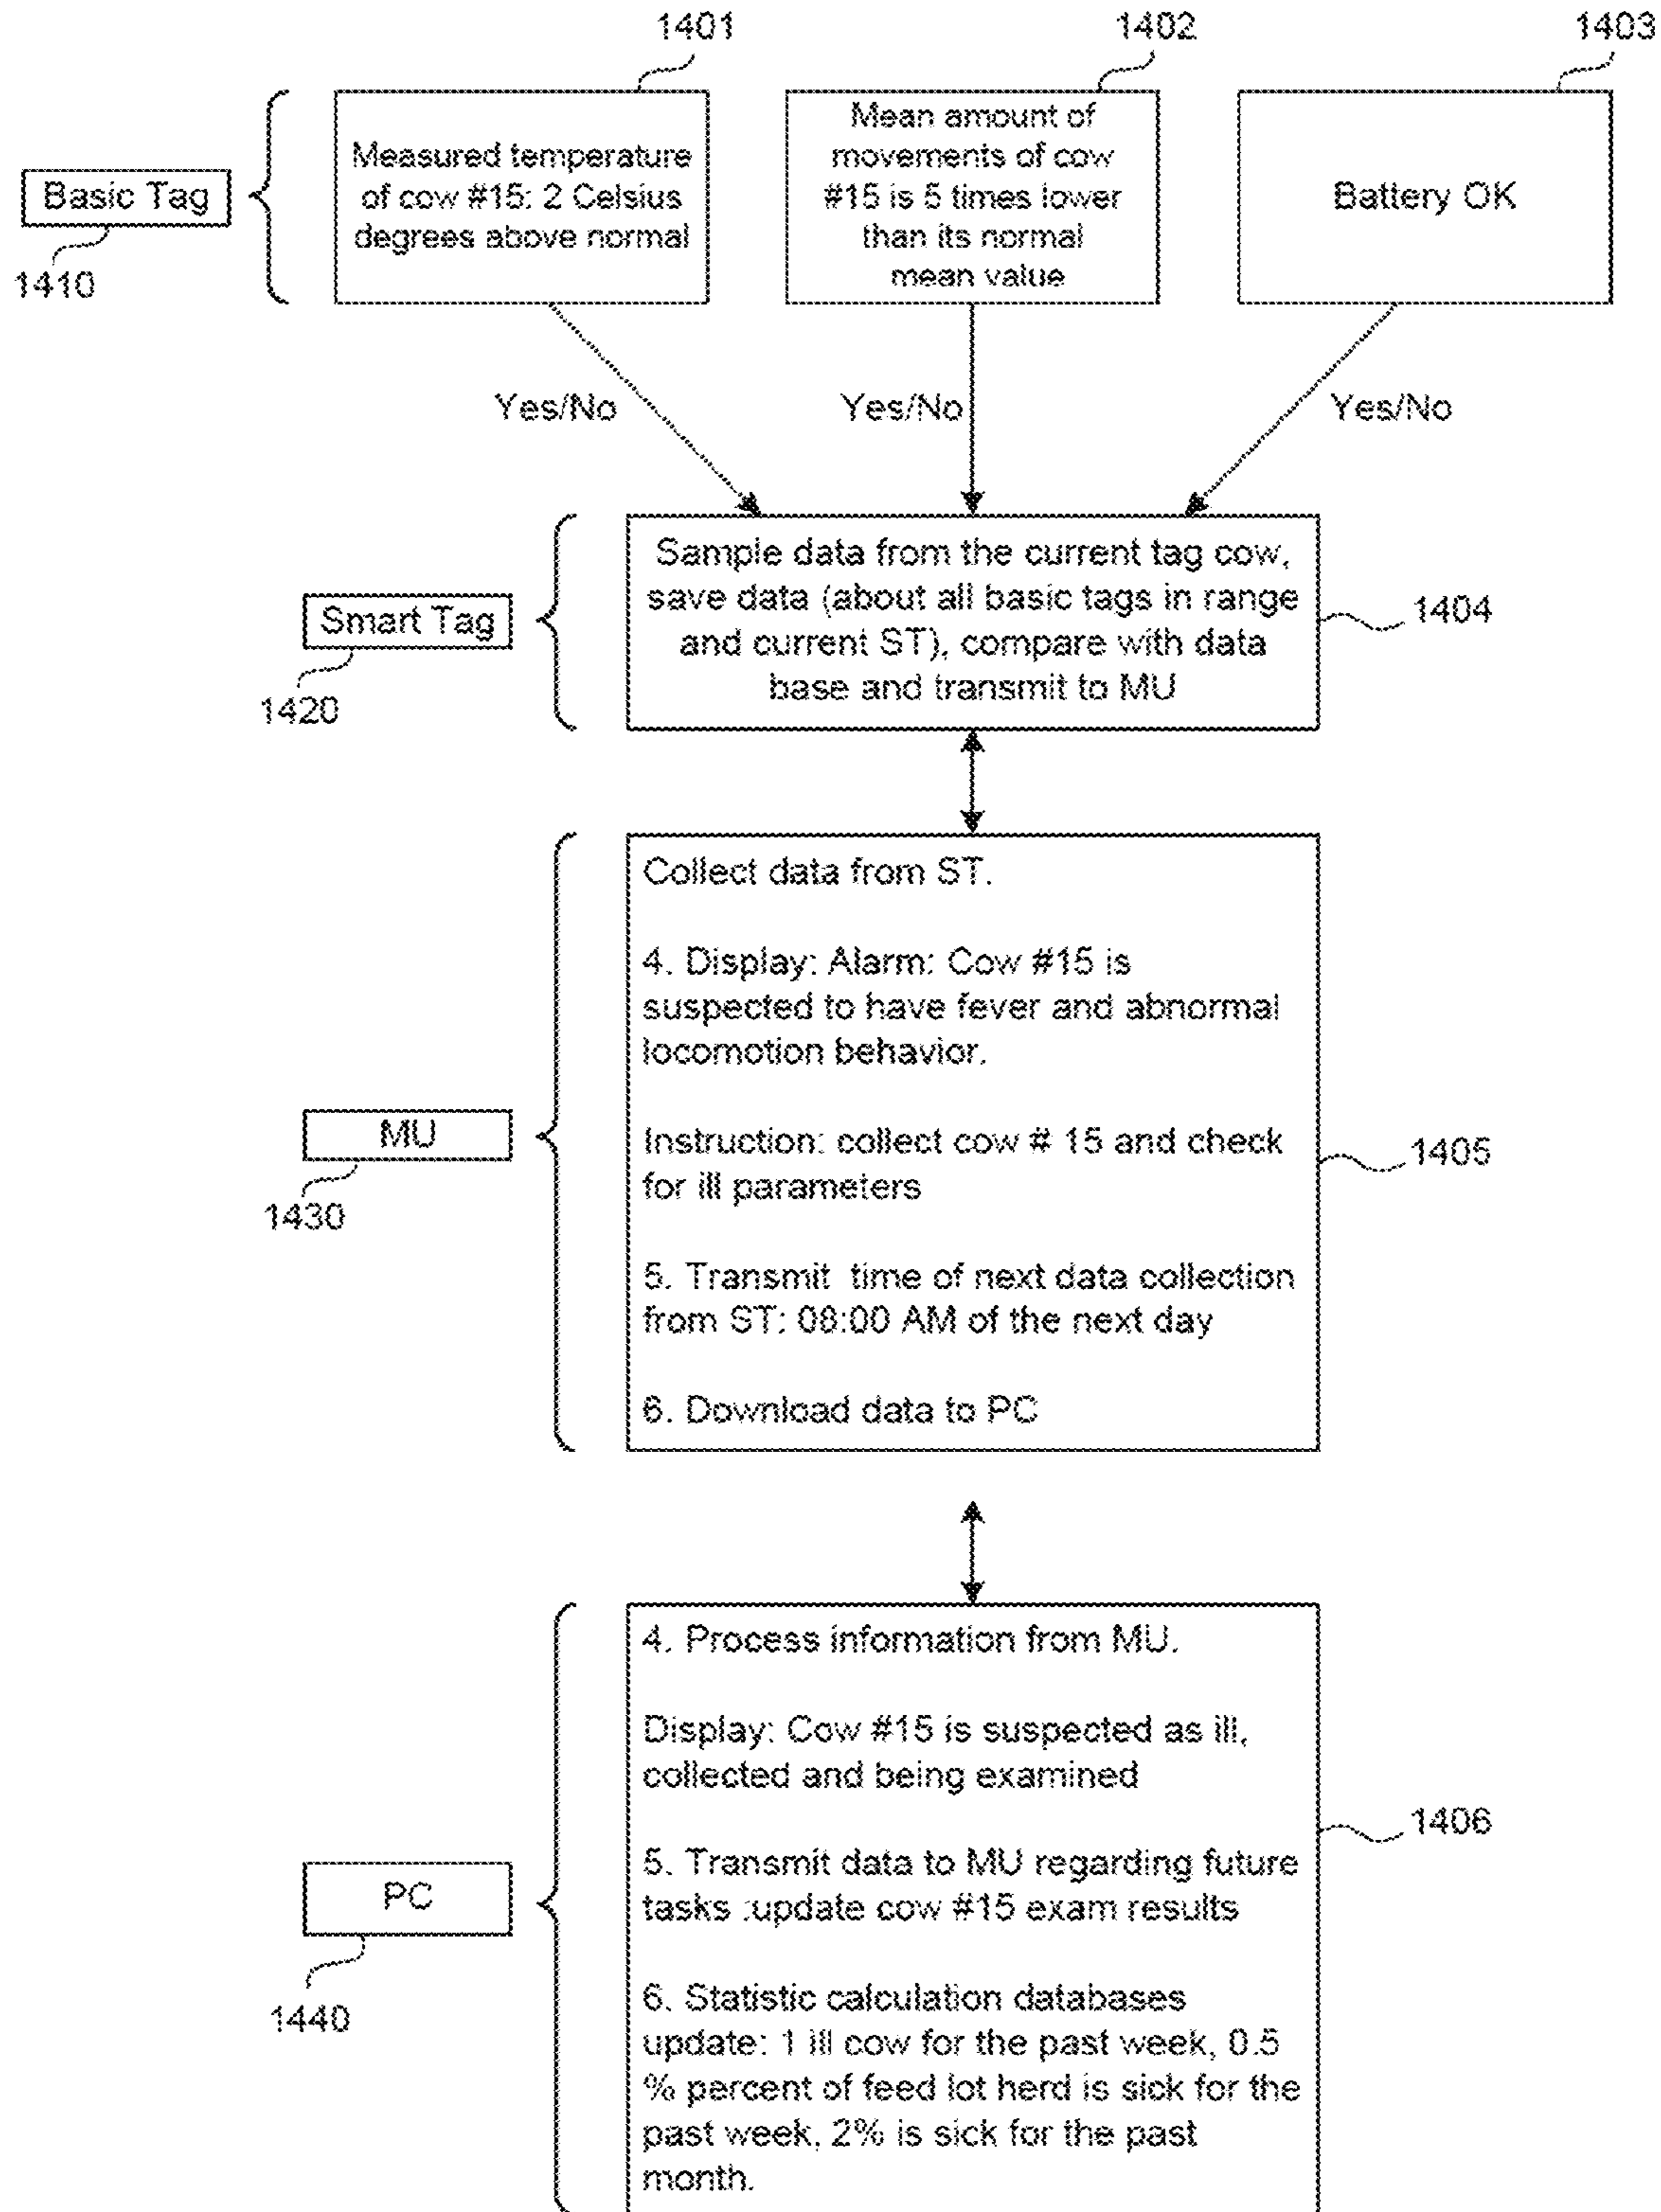 1401
1402
1403
Basic Tag
1410
Measured temperature
of cow #15: 2 Celsius
degrees above normal
Mean amount of
movements of cow
#15 is 5 times lower
than its normal
mean value
Battery OK
Yes/No
Yes/No
Yes/No
Smart Tag
1420
Sample data from the current tag cow,
save data (about all basic tags in range
and current ST), compare with data
base and transmit to MU
1404
MU
1430
Collect data from ST.
4. Display: Alarm: Cow #15 is
suspected to have fever and abnormal
locomotion behavior.
Instruction: collect cow # 15 and check
for ill parameters
5. Transmit time of next data collection
from ST: 08:00 AM of the next day
6. Download data to PC
1405
PC
1440
4. Process information from MU.
Display: Cow #15 is suspected as ill,
collected and being examined
5. Transmit data to MU regarding future
tasks :update cow #15 exam results
6. Statistic calculation databases
update: 1 ill cow for the past week, 0.5
% percent of feed lot herd is sick for the
past week, 2% is sick for the past
month.
1406